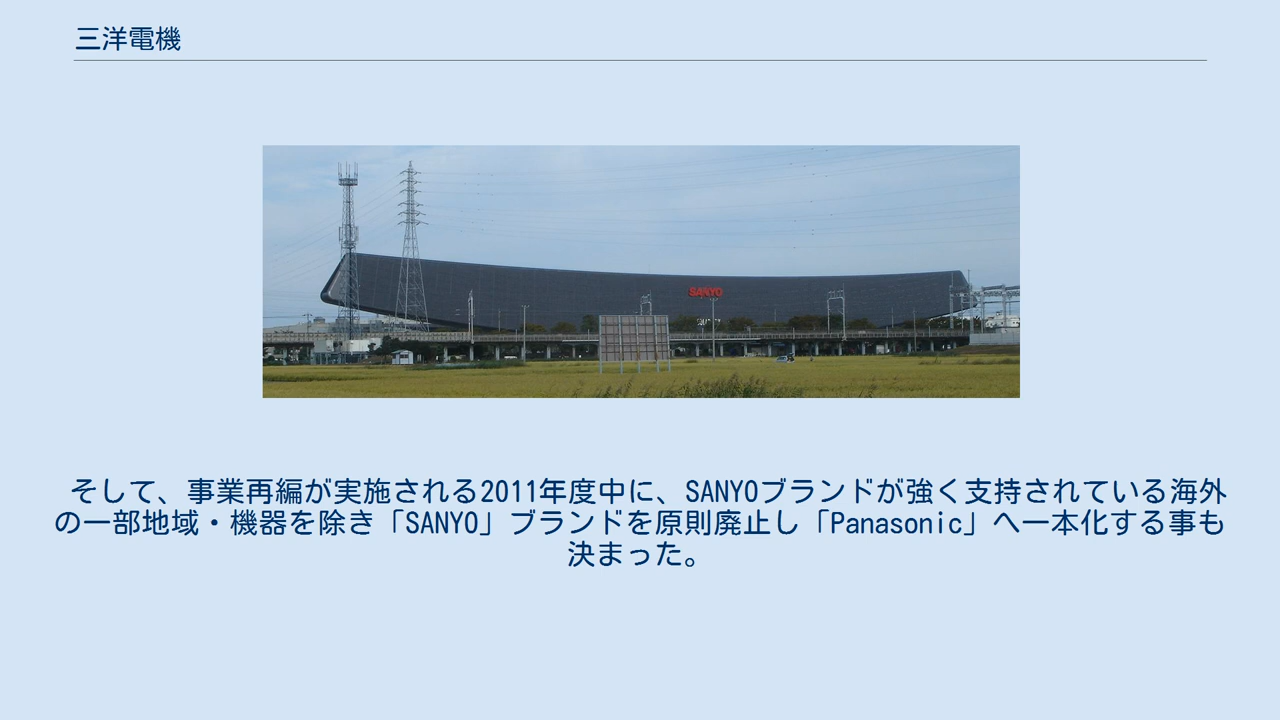 三洋電機
SANYO
そして、事業再編が実施される2011年度中に、SANYOブランドが強く支持されている海外
の一部地域・機器を除き「SANYO」ブランドを原則廃止し「Panasonic」へ一本化する事も
決まった。